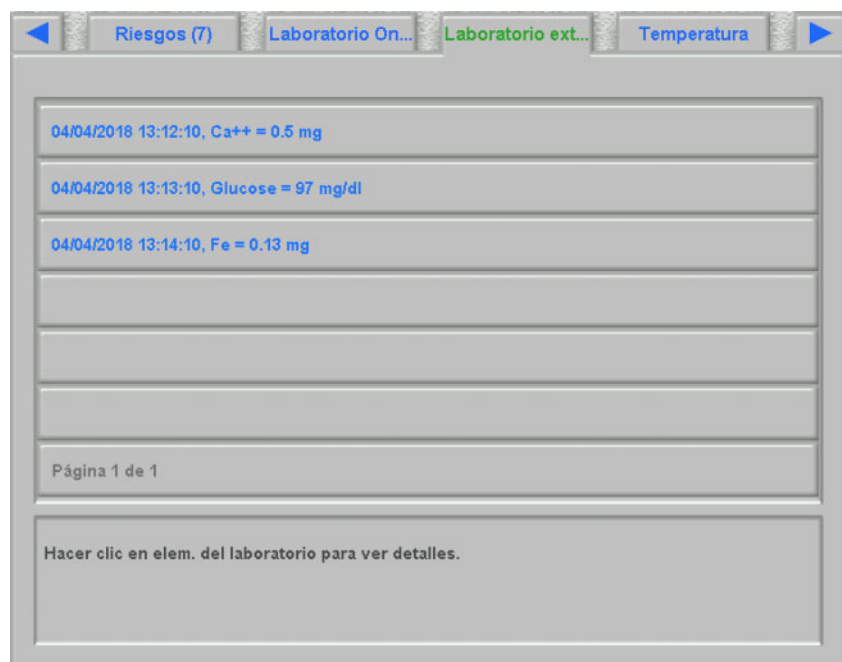 Riesgos (7) Laboratorio On... Laboratorio ext... Temperatura
04/04/2018 13:12:10, Ca++ = 0.5 mg
04/04/2018 13:13:10, Glucose = 97 mg/dl
04/04/2018 13:14:10, Fe = 0.13 mg
Página 1 de 1
Hacer clic en elem. del laboratorio para ver detalles.